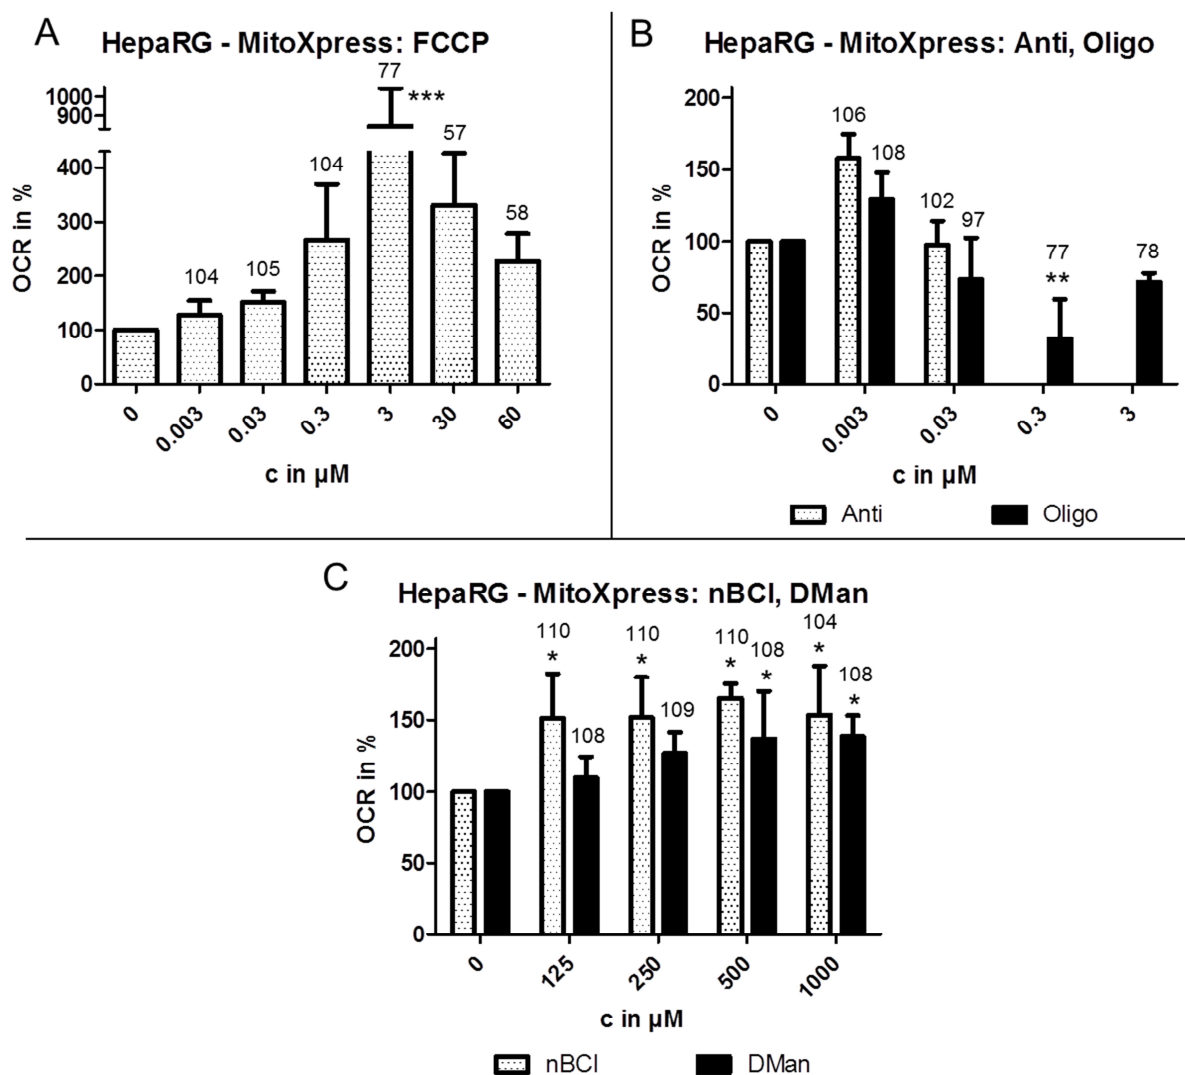 A
HepaRG - MitoXpress: FCCP
77
1000
***
900
57
104
400
58
300
105
104
200
100
0
OCR in %
0 0.003 0.03 0.3 3 30 60
c in µM
B
HepaRG - MitoXpress: Anti, Oligo
200
106
108
150
102
97
77
78
**
100
50
0
OCR in %
0 0.003 0.03 0.3 3
c in µM
Anti Oligo
C
HepaRG - MitoXpress: nBCl, DMan
200
110 110 110 108 104 108
* * * * * *
108 109
150
100
50
0
OCR in %
0 125 250 500 1000
c in µM
nBCl DMan